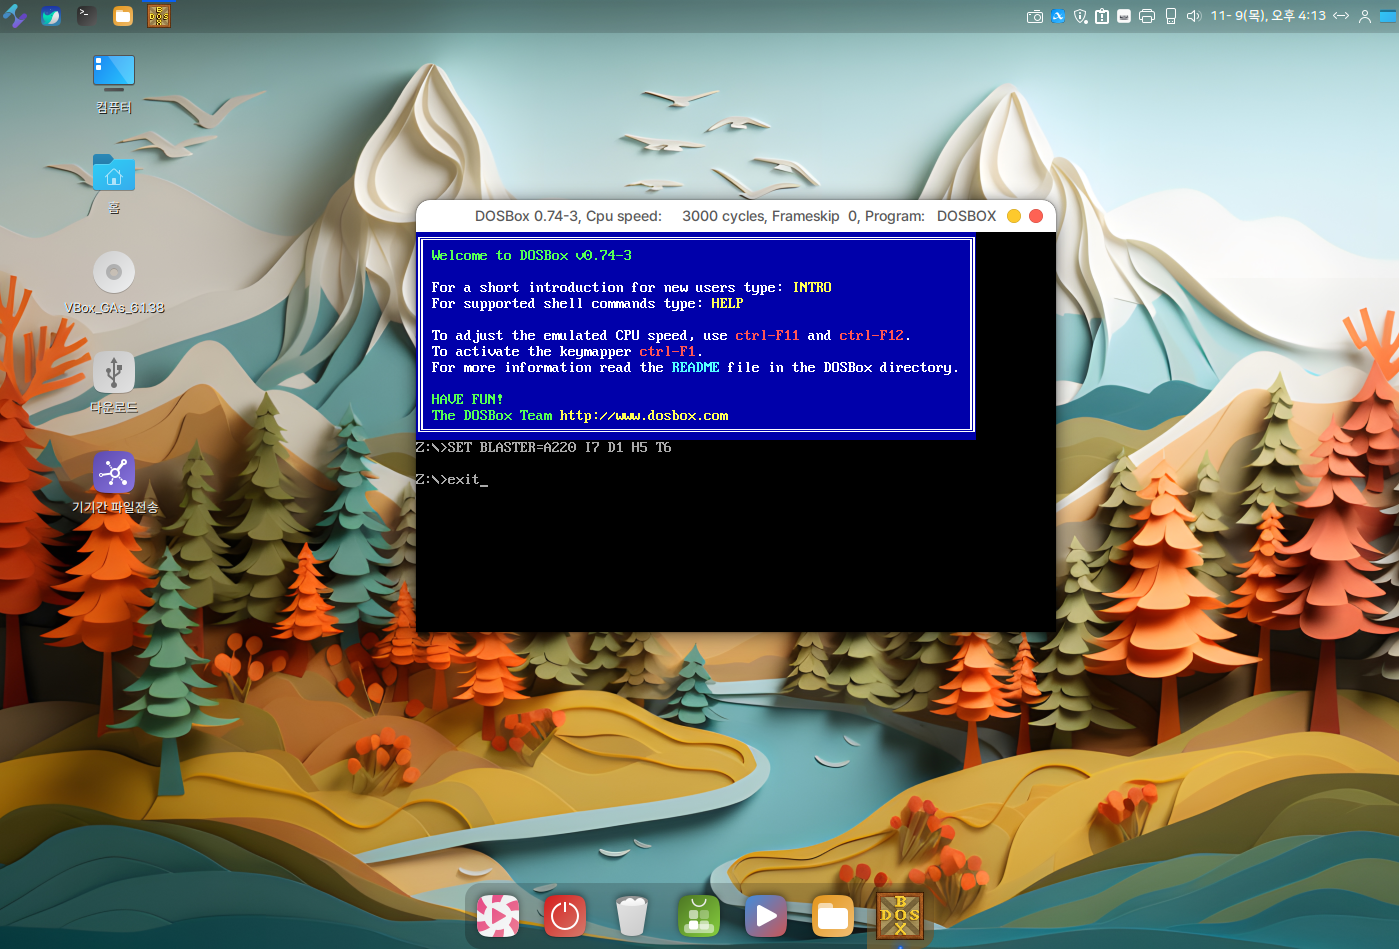 11- 9(목), 오후 4:13
컴퓨터
홈
VBox_GAs_6.1.38
다운로드
기기간 파일전송
DOSBox 0.74-3, Cpu speed: 3000 cycles, Frameskip 0, Program: DOSBOX
Welcome to DOSBox v0.74-3
For a short introduction for new users type: INTRO
For supported shell commands type: HELP
To adjust the emulated CPU speed, use ctrl-F11 and ctrl-F12.
To activate the keymapper ctrl-F1.
For more information read the README file in the DOSBox directory.
HAVE FUN!
The DOSBox Team http://www.dosbox.com
Z:\>SET BLASTER=A220 I7 D1 H5 T6
Z:\>exit_
B
DOS
X